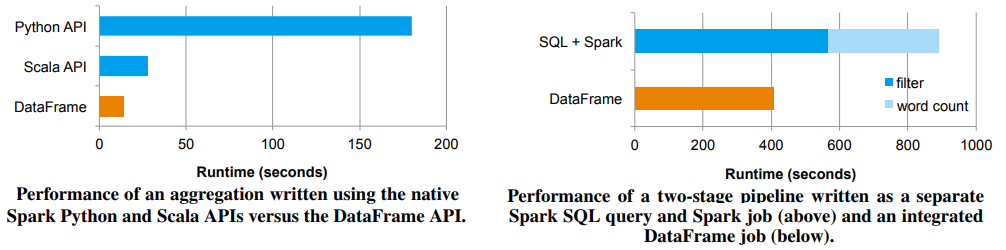 Python API
Scala API
DataFrame
0 50 100 150 200
Runtime (seconds)
Performance of an aggregation written using the native
Spark Python and Scala APIs versus the DataFrame API.
SQL + Spark
DataFrame
filter
word count
0 200 400 600 800 1000
Runtime (seconds)
Performance of a two-stage pipeline written as a separate
Spark SQL query and Spark job (above) and an integrated
DataFrame job (below).